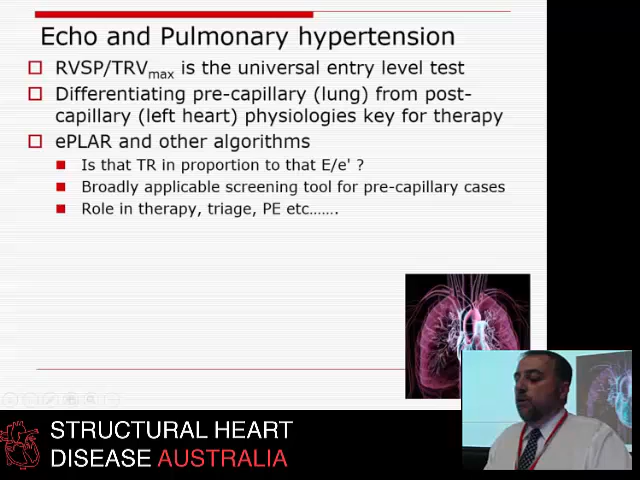 Echo and Pulmonary hypertension
RVSP/TRVmax is the universal entry level test
Differentiating pre-capillary (lung) from post-
capillary (left heart) physiologies key for therapy
ePLAR and other algorithms
Is that TR in proportion to that E/e' ?
Broadly applicable screening tool for pre-capillary cases
Role in therapy, triage, PE etc…….
STRUCTURAL HEART
DISEASE AUSTRALIA